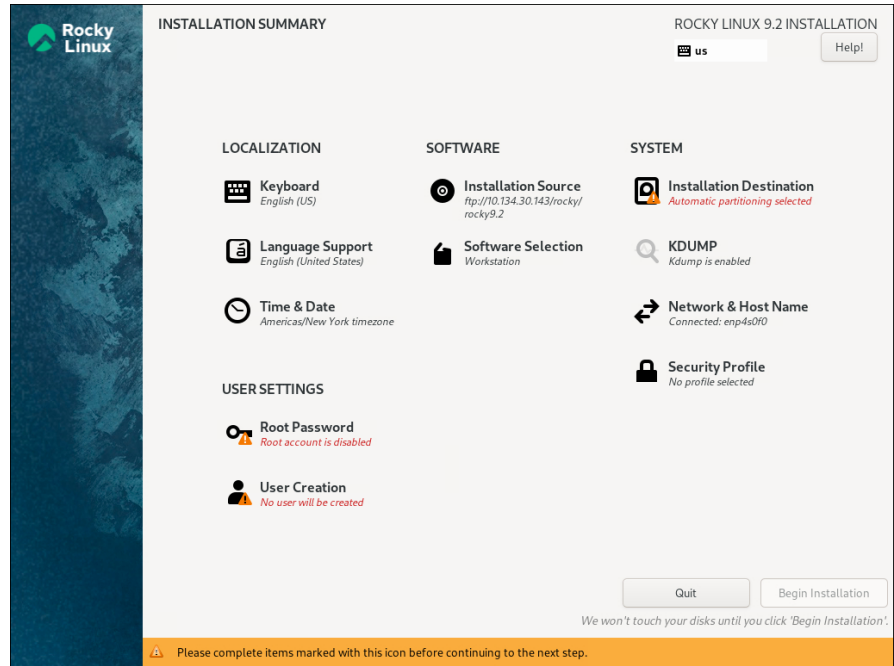 Rocky
Linux
INSTALLATION SUMMARY
ROCKY LINUX 9.2 INSTALLATION
us
Help!
LOCALIZATION
Keyboard
English (US)
Language Support
English (United States)
Time & Date
Americas/New York timezone
SOFTWARE
Installation Source
ftp://10.134.30.143/rocky/
rocky9.2
Software Selection
Workstation
SYSTEM
Installation Destination
Automatic partitioning selected
KDUMP
Kdump is enabled
Network & Host Name
Connected: enp4s0f0
Security Profile
No profile selected
USER SETTINGS
Root Password
Root account is disabled
User Creation
No user will be created
Quit
Begin Installation
We won't touch your disks until you click 'Begin Installation'.
Please complete items marked with this icon before continuing to the next step.